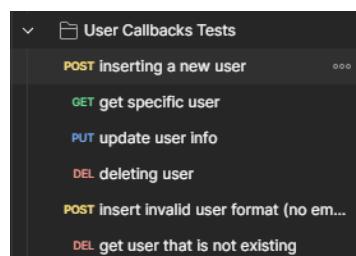 User Callbacks Tests
POST inserting a new user
GET get specific user
PUT update user info
DEL deleting user
POST insert invalid user format (no em...
DEL get user that is not existing